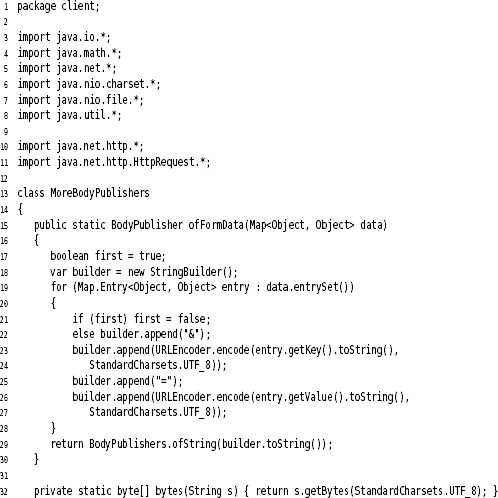 1 package client;
2
3 import java.io.*;
4 import java.math.*;
5 import java.net.*;
6 import java.nio.charset.*;
7 import java.nio.file.*;
8 import java.util.*;
9
10 import java.net.http.*;
11 import java.net.http.HttpRequest.*;
12
13 class MoreBodyPublishers
14 {
15    public static BodyPublisher ofFormData(Map<Object, Object> data)
16    {
17       boolean first = true;
18       var builder = new StringBuilder();
19       for (Map.Entry<Object, Object> entry : data.entrySet())
20       {
21          if (first) first = false;
22          else builder.append("&");
23          builder.append(URLEncoder.encode(entry.getKey().toString(),
24             StandardCharsets.UTF_8));
25          builder.append("=");
26          builder.append(URLEncoder.encode(entry.getValue().toString(),
27             StandardCharsets.UTF_8));
28       }
29       return BodyPublishers.ofString(builder.toString());
30    }
31
32    private static byte[] bytes(String s) { return s.getBytes(StandardCharsets.UTF_8); }